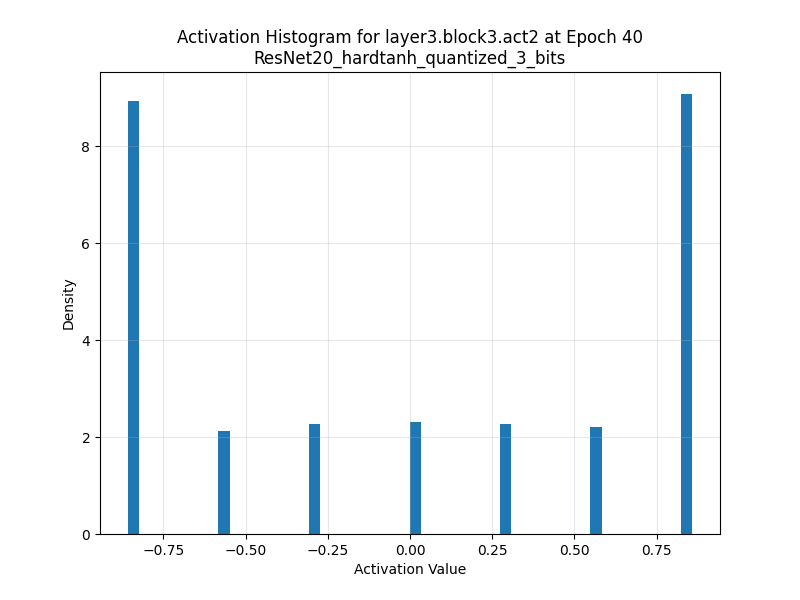 Activation Histogram for layer3.block3.act2 at Epoch 40
ResNet20_hardtanh_quantized_3_bits
8
6
4
2
0
Density
−0.75 −0.50 −0.25 0.00 0.25 0.50 0.75
Activation Value